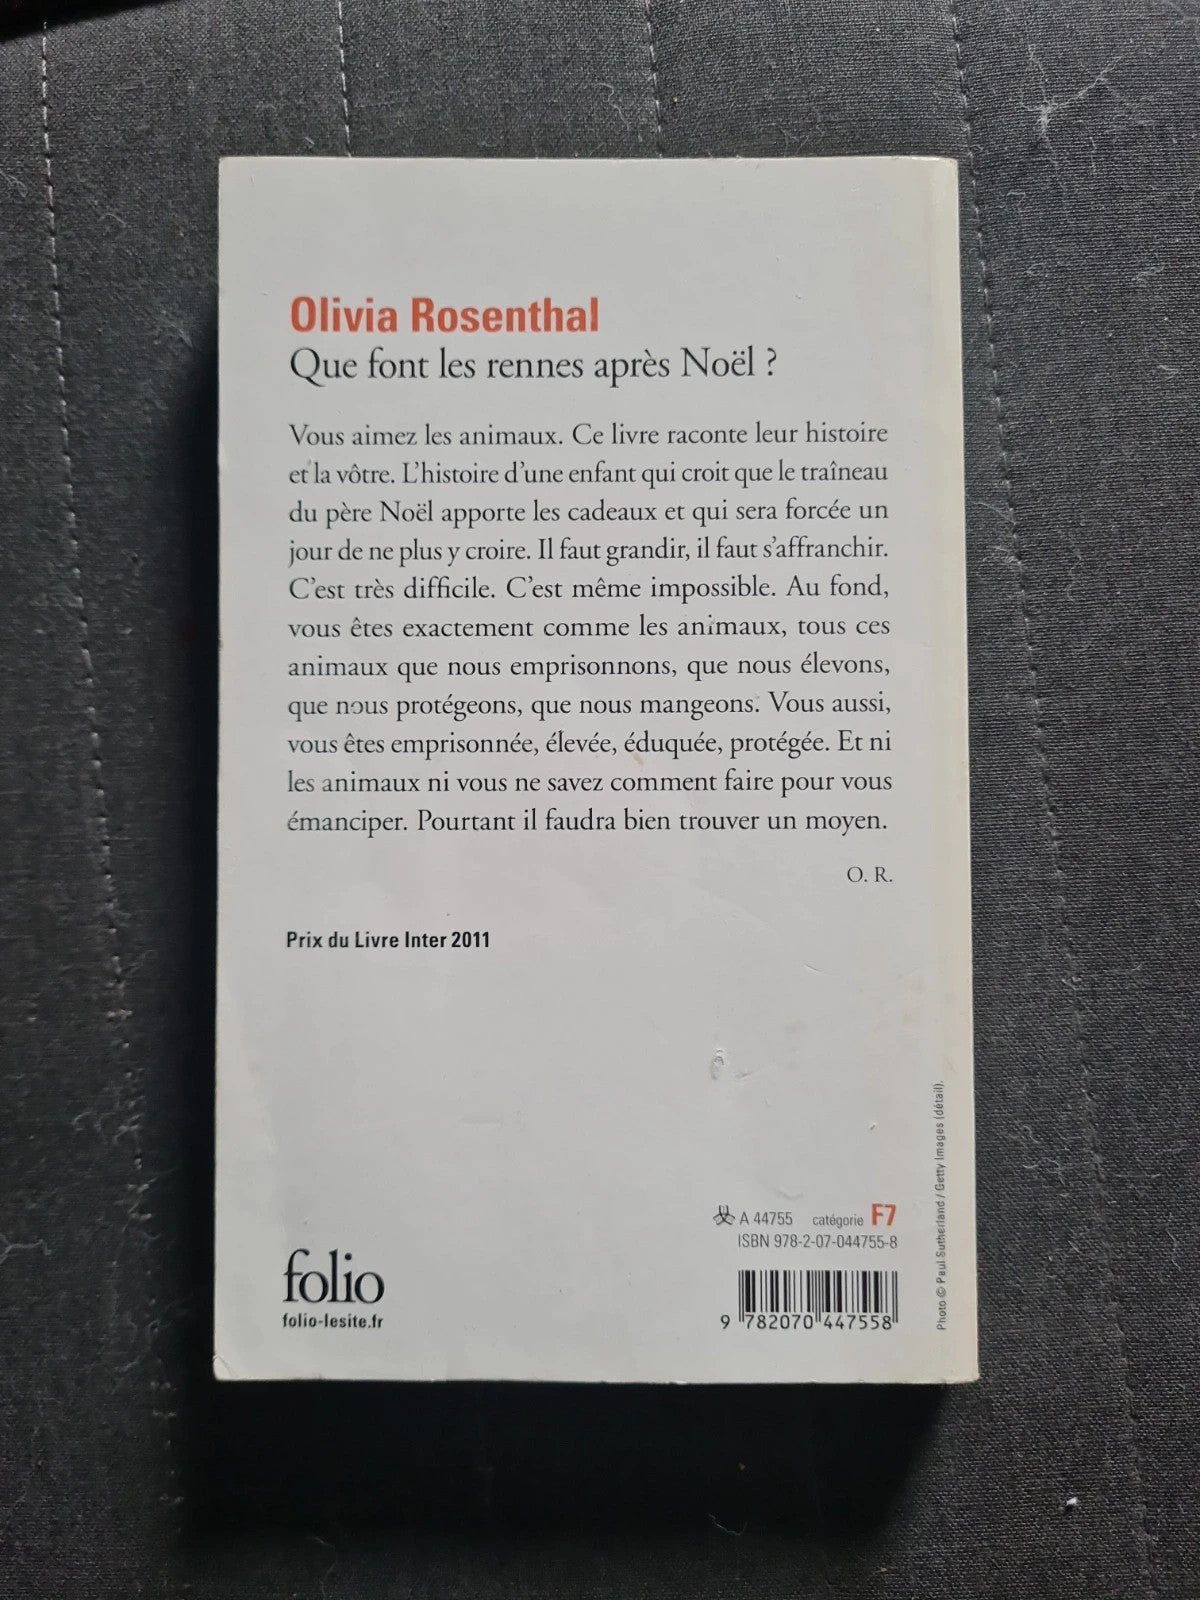 Olivia Rosenthal
Que font les rennes après Noël ?
Vous aimez les animaux. Ce livre raconte leur histoire
et la vôtre. L'histoire d'une enfant qui croit que le traîneau
du père Noël apporte les cadeaux et qui sera forcée un
jour de ne plus y croire. Il faut grandir, il faut s'affranchir.
C'est très difficile. C'est même impossible. Au fond,
vous êtes exactement comme les animaux, tous ces
animaux que nous emprisonnons, que nous élevons,
que nous protégeons, que nous mangeons. Vous aussi,
vous êtes emprisonnée, élevée, éduquée, protégée. Et ni
les animaux ni vous ne savez comment faire pour vous
émanciper. Pourtant il faudra bien trouver un moyen.
O. R.
Prix du Livre Inter 2011
A 44755 catégorie F7
ISBN 978-2-07-044755-8
folio
folio-lesite.fr
9 782070 447558
Photo © Paul Sutherland / Getty Images (détail).